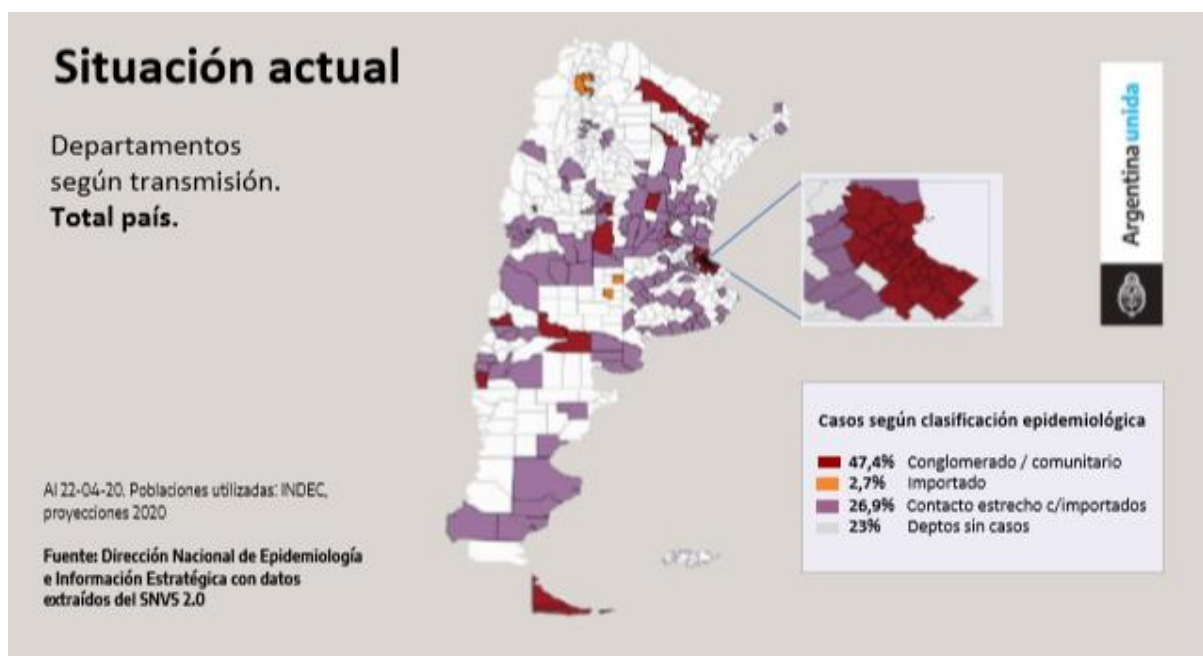 Situación actual
Departamentos
según transmisión.
Total país.
Argentina unida
Casos según clasificación epidemiológica
47,4% Conglomerado / comunitario
2,7% Importado
26,9% Contacto estrecho c/importados
23% Deptos sin casos
Al 22-04-20. Poblaciones utilizadas: INDEC,
proyecciones 2020
Fuente: Dirección Nacional de Epidemiología
e Información Estratégica con datos
extraídos del SNVS 2.0